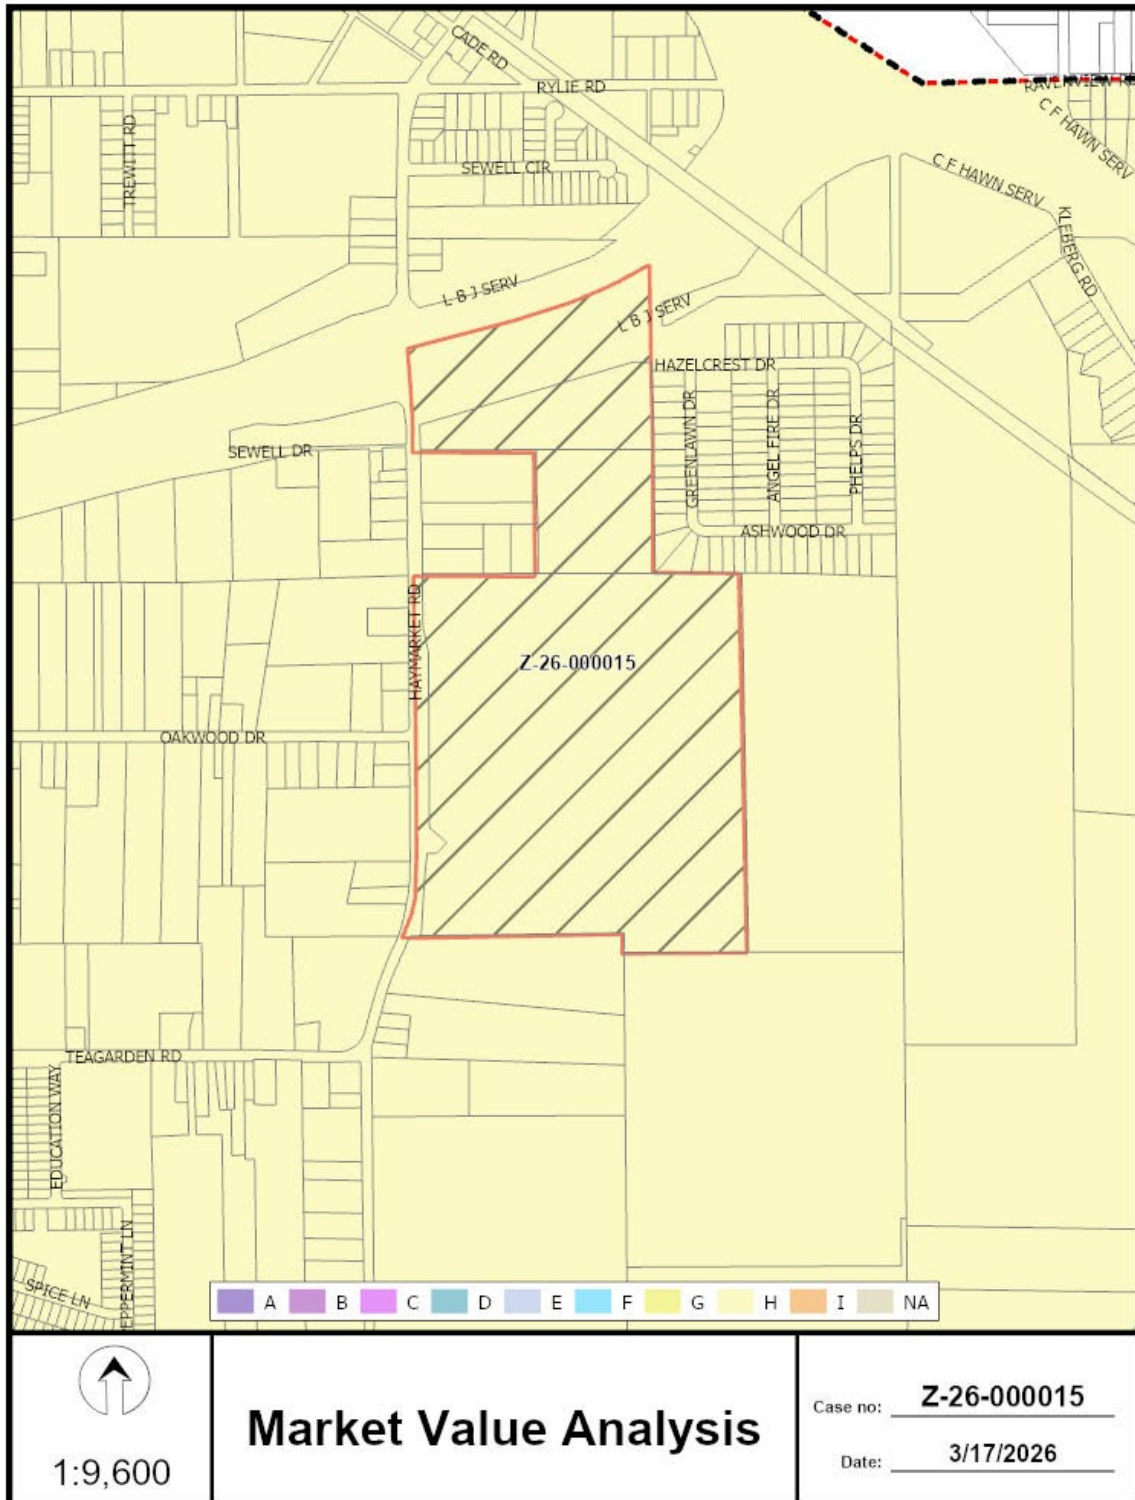 CADE RD
RYLIE RD
RAVENVIEW RD
C F HAWN SERV
C F HAWN SERV
TREWITT RD
SEWELL CIR
KLEBERG RD
L B J SERV
L B J SERV
HAZELCREST DR
GREENLAWN DR
ANGEL FIRE DR
PHELPS DR
SEWELL DR
ASHWOOD DR
HAYMARKET RD
Z-26-000015
OAKWOOD DR
TEAGARDEN RD
EDUCATION WAY
EPPERMINT LN
SPICE LN
A B C D E F G H I NA
1:9,600
Market Value Analysis
Case no: Z-26-000015
Date: 3/17/2026